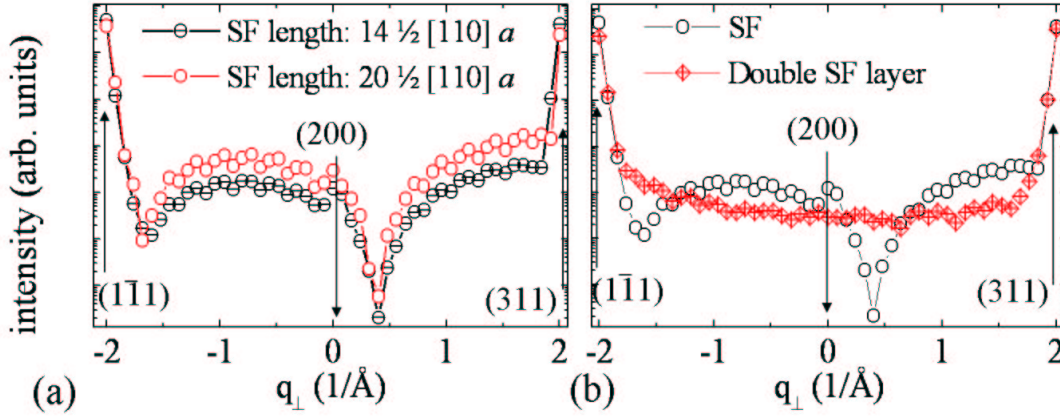 intensity (arb. units)
SF length: 14 ½ [110] a
SF length: 20 ½ [110] a
(200)
(11̅1)
(311)
-2 -1 0 1 2
q⊥ (1/Å)
(a)
SF
Double SF layer
(200)
(11̅1)
(311)
-2 -1 0 1 2
q⊥ (1/Å)
(b)